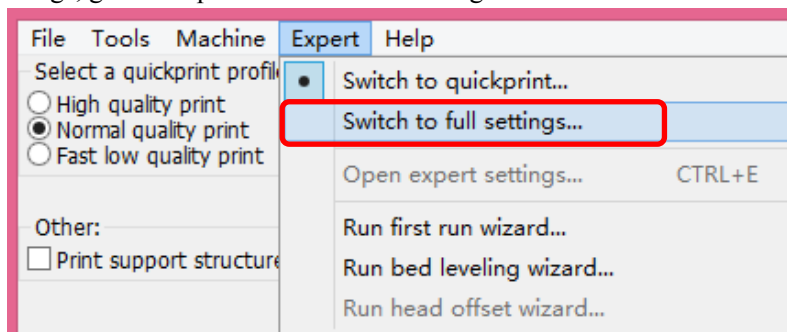 File Tools Machine Expert Help
Select a quickprint profil
High quality print
Normal quality print
Fast low quality print
Other:
Print support structure
Switch to quickprint...
Switch to full settings...
Open expert settings... CTRL+E
Run first run wizard...
Run bed leveling wizard...
Run head offset wizard...